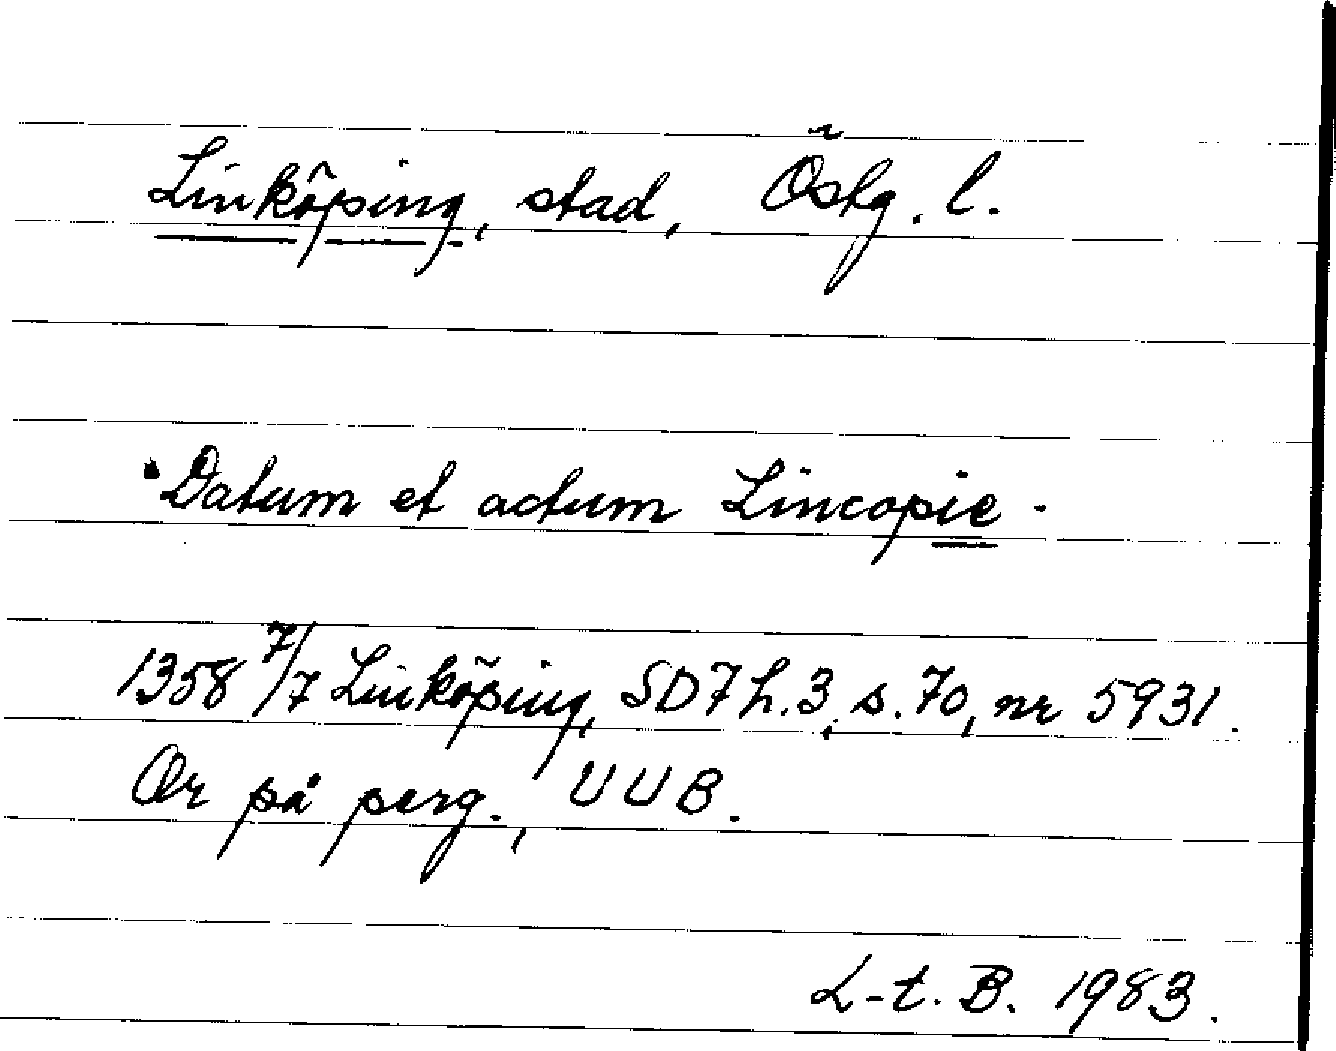 Linköping, stad, Östg. l.
Datum et actum Lincopie.
1358 7/7 Linköping, SD 7 h. 3, s. 70, nr 5931.
Or på perg., UUB.
L-t. B. 1983.